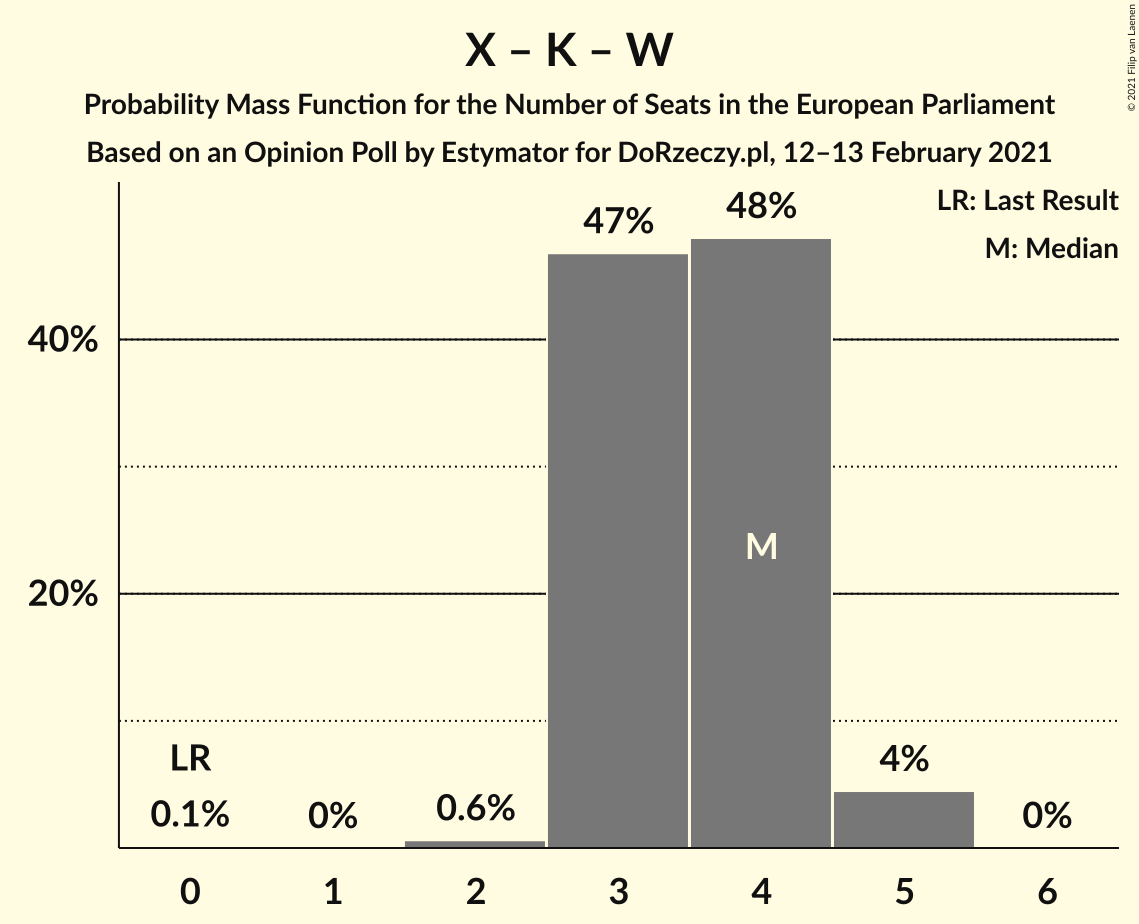 X – K – W
Probability Mass Function for the Number of Seats in the European Parliament
Based on an Opinion Poll by Estymator for DoRzeczy.pl, 12–13 February 2021
© 2021 Filip van Laenen
LR: Last Result
M: Median
47%
48%
40%
M
20%
LR
0.1%
0%
0.6%
4%
0%
0
1
2
3
4
5
6